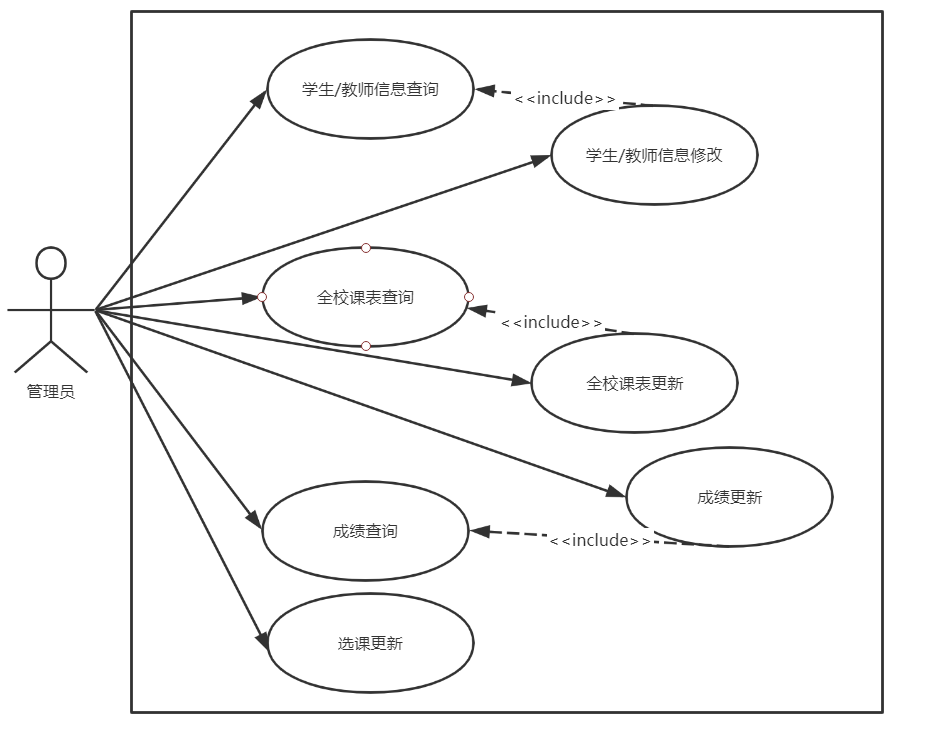 学生/教师信息查询
<<include>>
学生/教师信息修改
全校课表查询
<<include>>
全校课表更新
管理员
成绩更新
成绩查询
<<include>>
选课更新